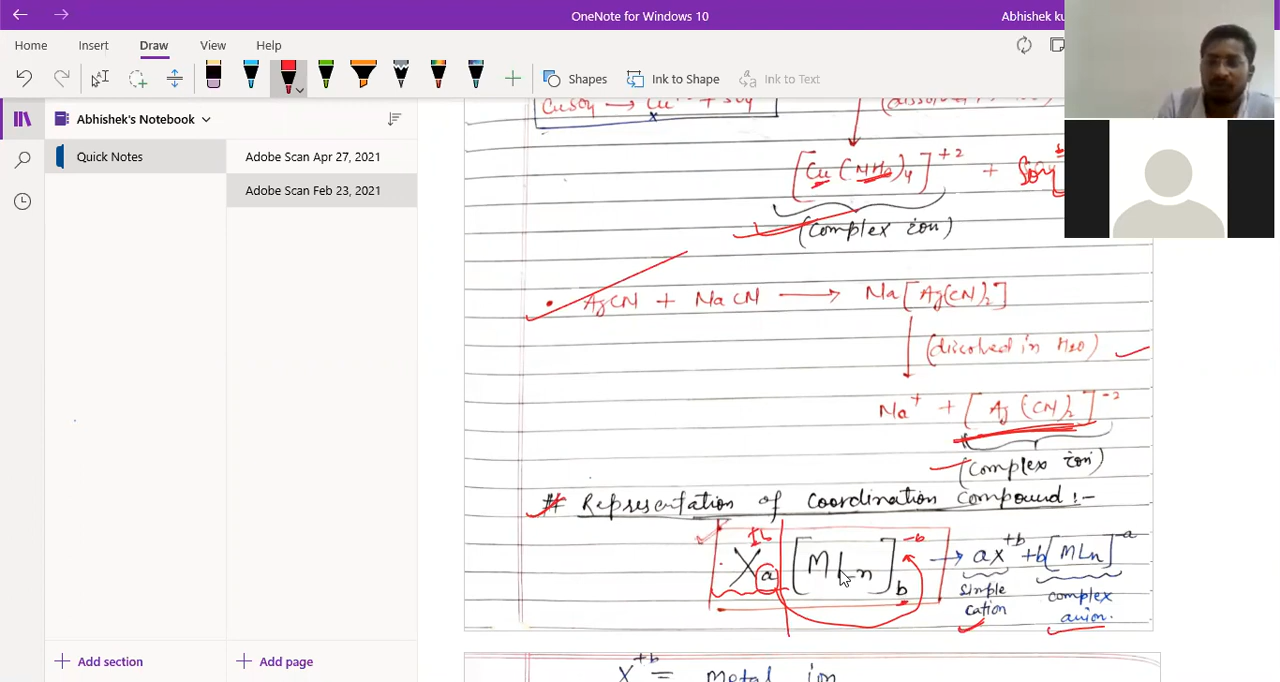 OneNote for Windows 10
Abhishek ku
Home Insert Draw View Help
Shapes Ink to Shape Ink to Text
Abhishek's Notebook
Quick Notes
Adobe Scan Apr 27, 2021
Adobe Scan Feb 23, 2021
CuSO4 → Cu
[Cu(NH3)4]+2 + SO4
(Complex ion)
• AgCN + NaCN → Na[Ag(CN)2]
(discolved in H2O)
Na+ + [Ag(CN)2]-2
(Complex ion)
# Representation of Coordination Compound :-
Xa [MLn]b -b → ax+b + b[MLn]-a
simple cation
complex anion.
X+b = Metal ion
Add section
Add page